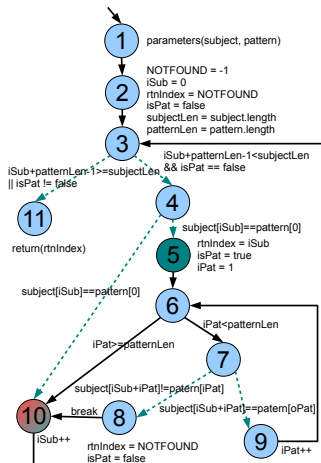 1
parameters(subject, pattern)
2
NOTFOUND = -1
iSub = 0
rtnIndex = NOTFOUND
isPat = false
subjectLen = subject.length
patternLen = pattern.length
3
iSub+patternLen-1>=subjectLen
|| isPat != false
iSub+patternLen-1<subjectLen
&& isPat == false
11
return(rtnIndex)
4
subject[iSub]==pattern[0]
5
rtnIndex = iSub
isPat = true
iPat = 1
subject[iSub]==pattern[0]
6
iPat>=patternLen
iPat<patternLen
7
subject[iSub+iPat]!=patern[iPat]
subject[iSub+iPat]==patern[oPat]
10
break
8
9
iSub++
iPat++
rtnIndex = NOTFOUND
isPat = false